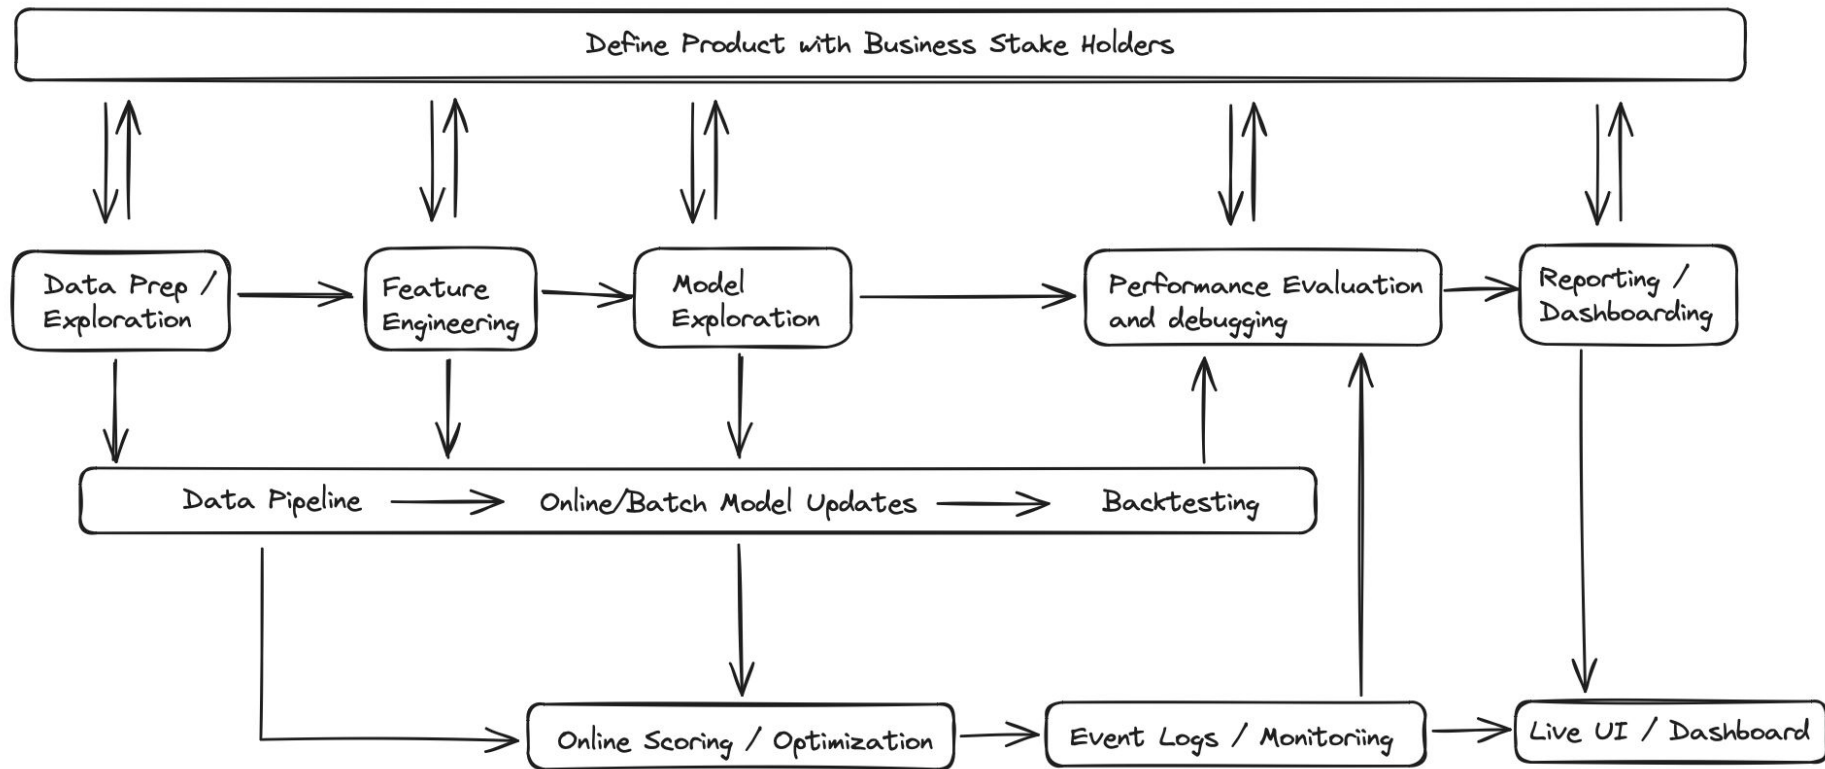 Define Product with Business Stake Holders
Data Prep /
Exploration
Feature
Engineering
Model
Exploration
Performance Evaluation
and debugging
Reporting /
Dashboarding
Data Pipeline
Online/Batch Model Updates
Backtesting
Online Scoring / Optimization
Event Logs / Monitoriing
Live UI / Dashboard